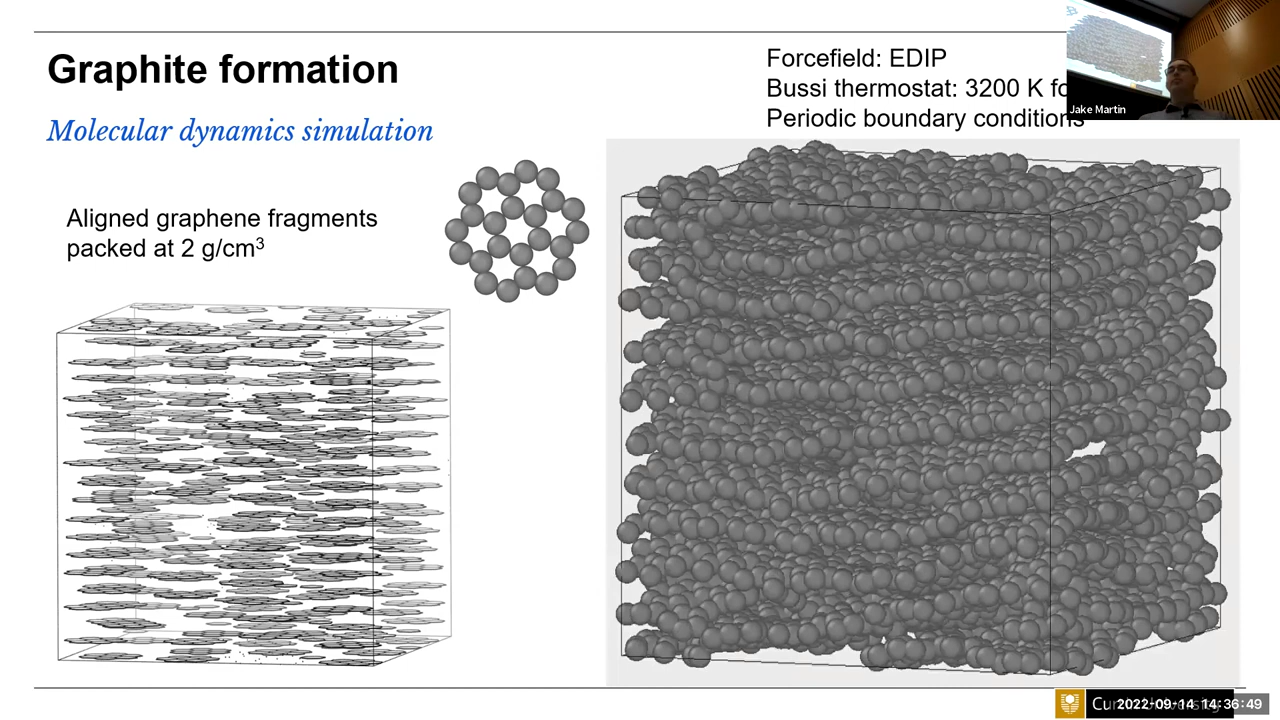 Graphite formation
Molecular dynamics simulation
Aligned graphene fragments
packed at 2 g/cm³
Forcefield: EDIP
Bussi thermostat: 3200 K
Periodic boundary conditions
Jake Martin
2022-09-14 14:36:49